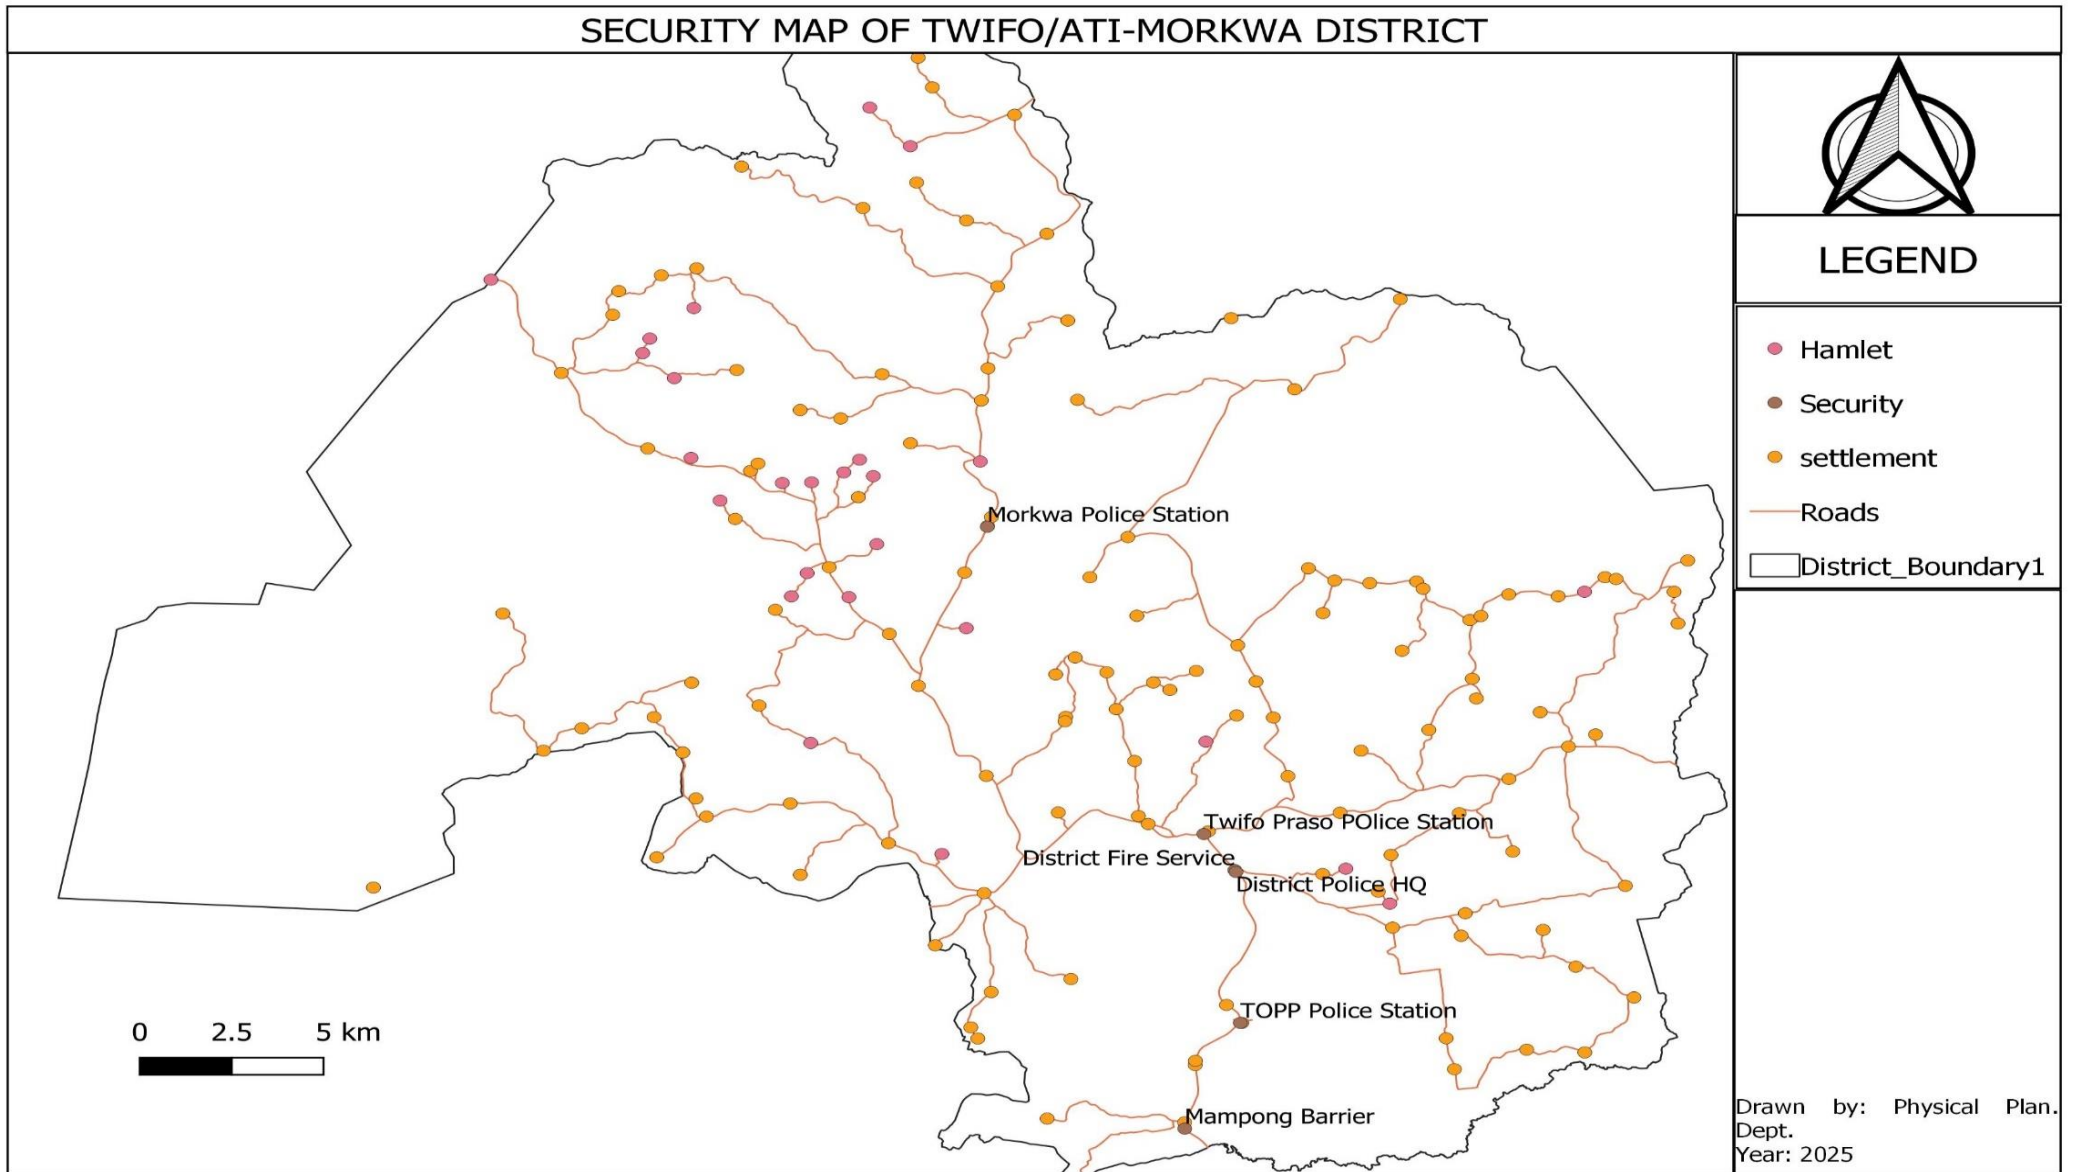 SECURITY MAP OF TWIFO/ATI-MORKWA DISTRICT
LEGEND
Hamlet
Security
settlement
Roads
District_Boundary1
Morkwa Police Station
Twifo Praso POlice Station
District Fire Service
District Police HQ
TOPP Police Station
Mampong Barrier
0 2.5 5 km
Drawn by: Physical Plan.
Dept.
Year: 2025